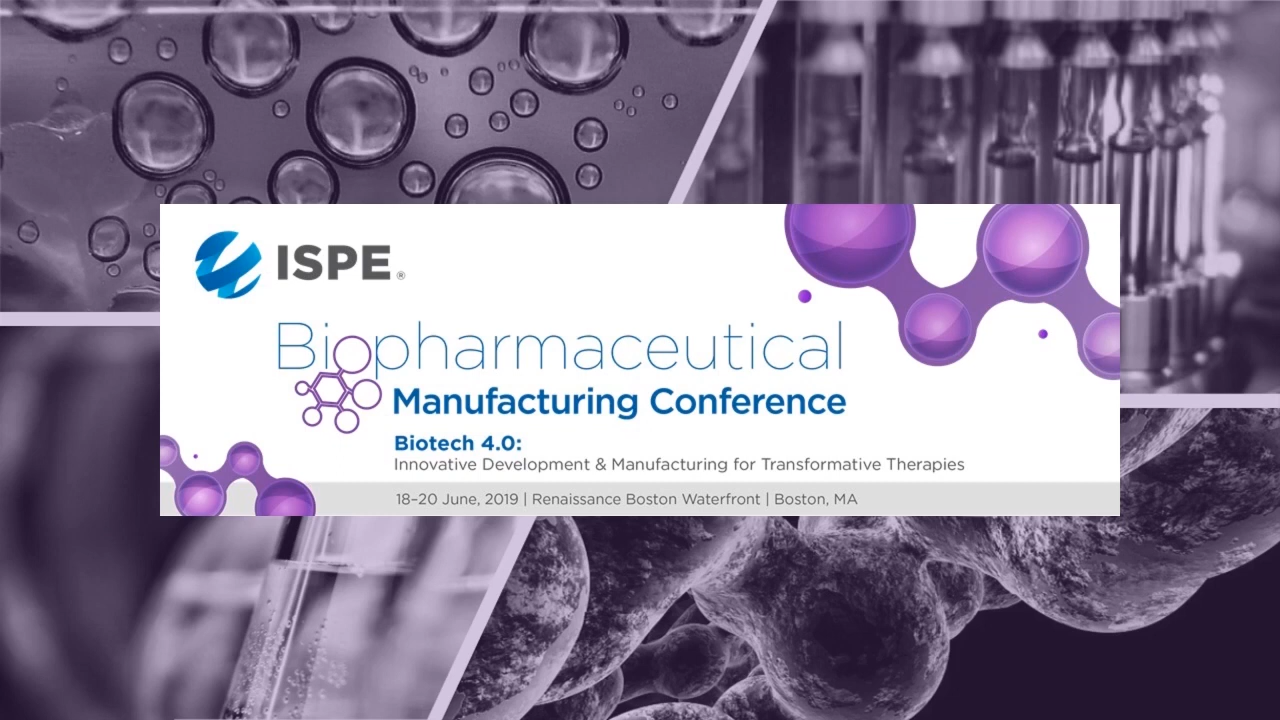 ISPE®
Biopharmaceutical
Manufacturing Conference
Biotech 4.0:
Innovative Development & Manufacturing for Transformative Therapies
18–20 June, 2019 | Renaissance Boston Waterfront | Boston, MA